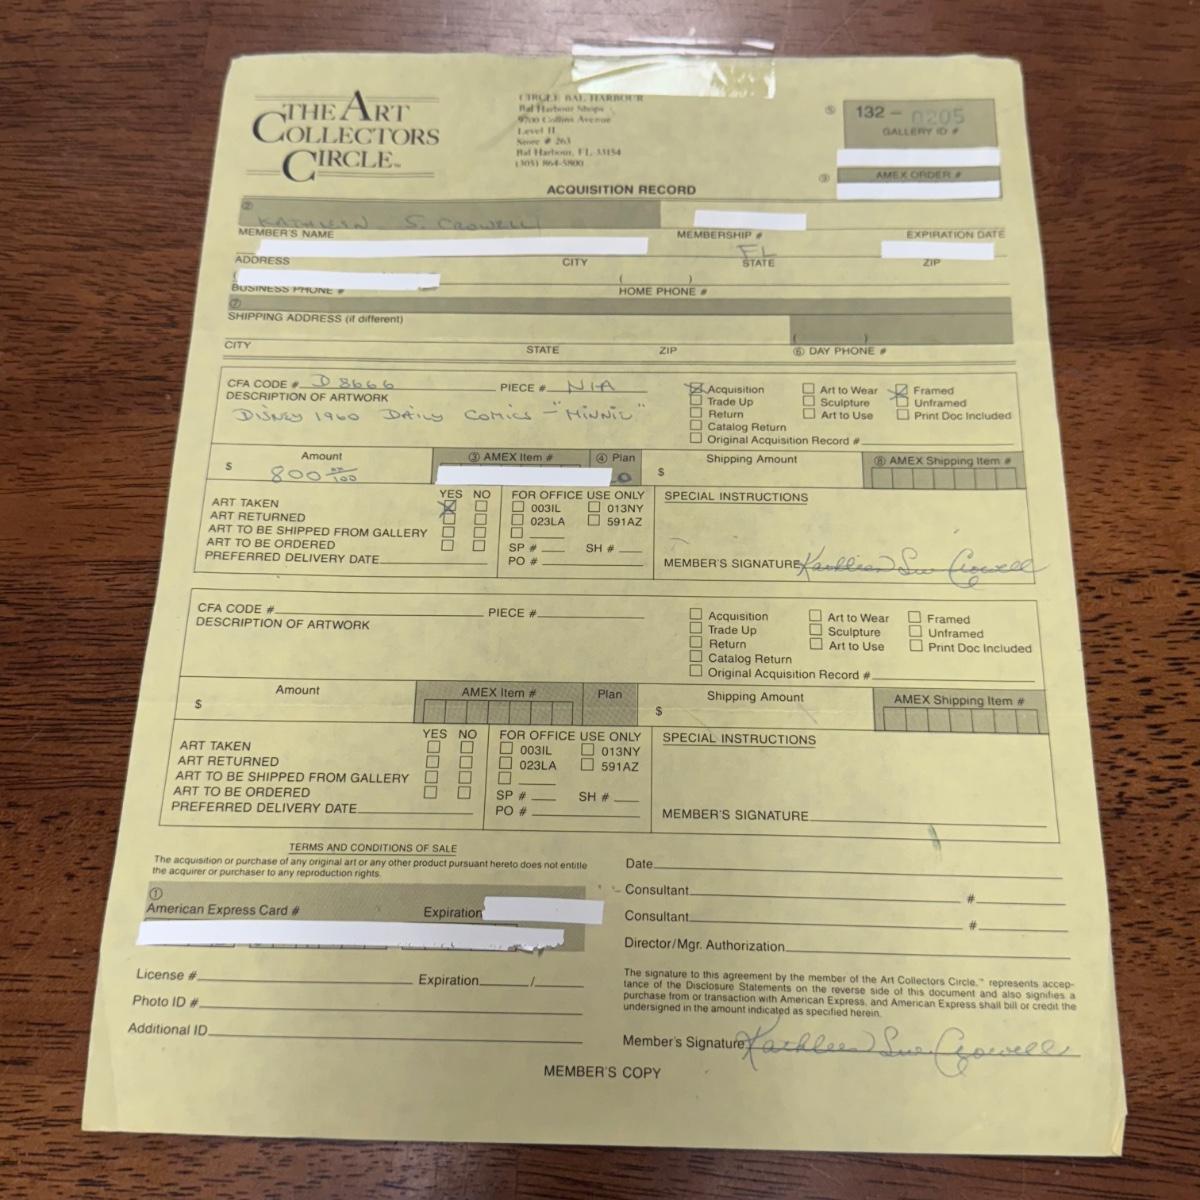 THE ART
COLLECTORS
CIRCLE™
CIRCLE BAL HARBOUR
Bal Harbour Shops
9700 Collins Avenue
Level II
Store # 263
Bal Harbour, FL 33154
(305) 864-5800
⑤ 132 - 0205
GALLERY ID #
⑨ AMEX ORDER #
ACQUISITION RECORD
②
KATHLEEN S. CROWELL
MEMBER'S NAME MEMBERSHIP # EXPIRATION DATE
FL
ADDRESS CITY STATE ZIP
( ( )
BUSINESS PHONE # HOME PHONE #
⑦
SHIPPING ADDRESS (if different)
( )
CITY STATE ZIP ⑥ DAY PHONE #
CFA CODE # D8666 PIECE # N/A
DESCRIPTION OF ARTWORK
DISNEY 1960 DAILY COMICS - "MINNIE"
Acquisition Art to Wear Framed
Trade Up Sculpture Unframed
Return Art to Use Print Doc Included
Catalog Return
Original Acquisition Record #
Amount ③ AMEX Item # ④ Plan Shipping Amount ⑧ AMEX Shipping Item #
$ 800 xx/100 0 $
YES NO FOR OFFICE USE ONLY SPECIAL INSTRUCTIONS
ART TAKEN 003IL 013NY
ART RETURNED 023LA 591AZ
ART TO BE SHIPPED FROM GALLERY
ART TO BE ORDERED SP # SH #
PREFERRED DELIVERY DATE PO # MEMBER'S SIGNATURE Kathleen Sue Crowell
CFA CODE # PIECE #
DESCRIPTION OF ARTWORK
Acquisition Art to Wear Framed
Trade Up Sculpture Unframed
Return Art to Use Print Doc Included
Catalog Return
Original Acquisition Record #
Amount AMEX Item # Plan Shipping Amount AMEX Shipping Item #
$ $
YES NO FOR OFFICE USE ONLY SPECIAL INSTRUCTIONS
ART TAKEN 003IL 013NY
ART RETURNED 023LA 591AZ
ART TO BE SHIPPED FROM GALLERY
ART TO BE ORDERED SP # SH #
PREFERRED DELIVERY DATE PO # MEMBER'S SIGNATURE
TERMS AND CONDITIONS OF SALE
The acquisition or purchase of any original art or any other product pursuant hereto does not entitle
the acquirer or purchaser to any reproduction rights.
①
American Express Card # Expiration
License # Expiration /
Photo ID #
Additional ID
Date
Consultant #
Consultant #
Director/Mgr. Authorization
The signature to this agreement by the member of the Art Collectors Circle,™ represents accep-
tance of the Disclosure Statements on the reverse side of this document and also signifies a
purchase from or transaction with American Express, and American Express shall bill or credit the
undersigned in the amount indicated as specified herein.
Member's Signature Kathleen Sue Crowell
MEMBER'S COPY